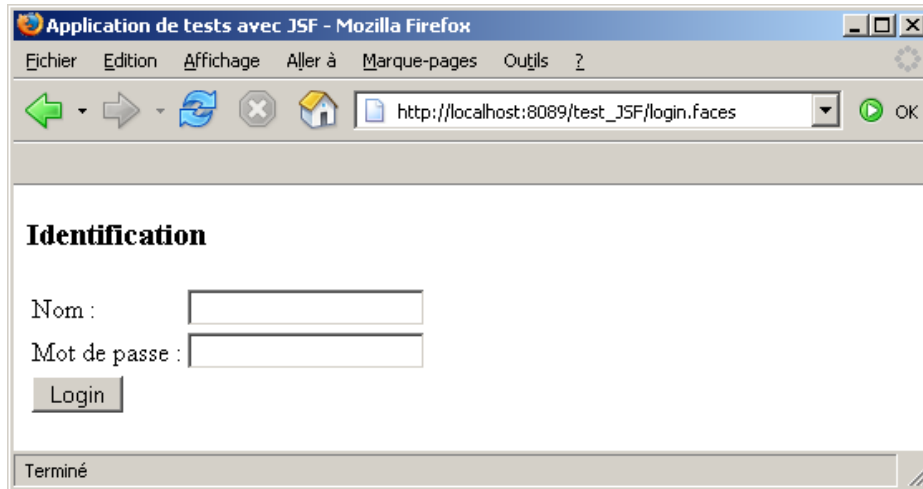 Application de tests avec JSF - Mozilla Firefox
Fichier Edition Affichage Aller à Marque-pages Outils ?
http://localhost:8089/test_JSF/login.faces OK
Identification
Nom :
Mot de passe :
Login
Terminé